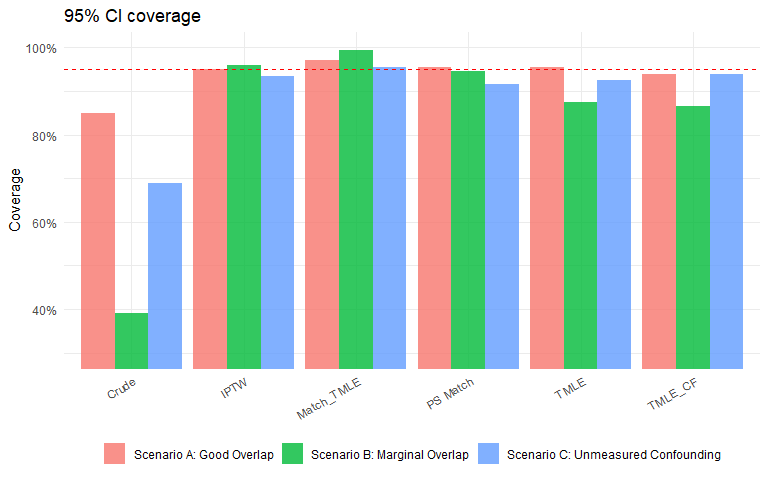 95% CI coverage
100%
80%
60%
40%
Coverage
Crude
IPTW
Match_TMLE
PS Match
TMLE
TMLE_CF
Scenario A: Good Overlap
Scenario B: Marginal Overlap
Scenario C: Unmeasured Confounding